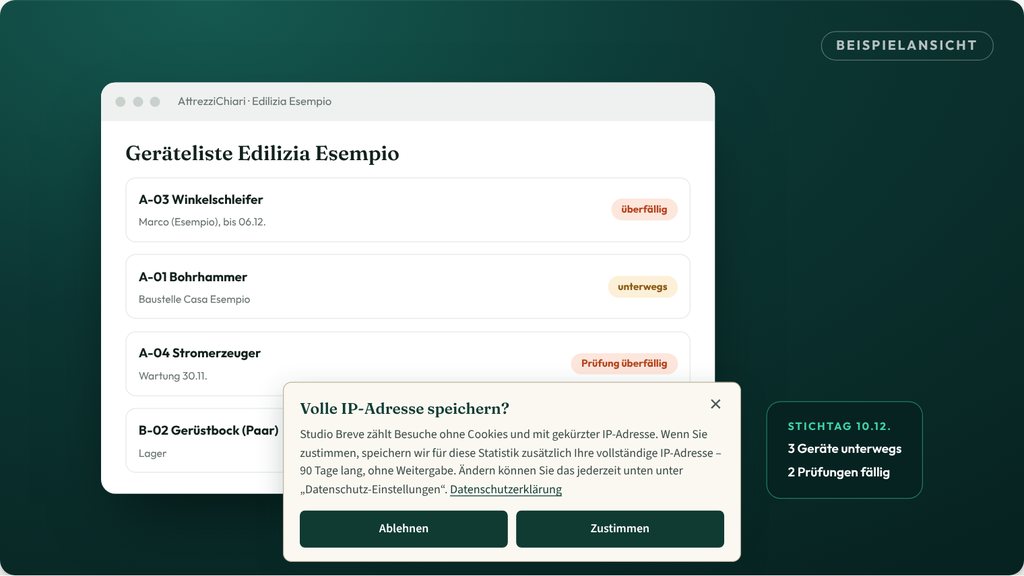 BEISPIELANSICHT
AttrezziChiari · Edilizia Esempio
Geräteliste Edilizia Esempio
A-03 Winkelschleifer
Marco (Esempio), bis 06.12.
überfällig
A-01 Bohrhammer
Baustelle Casa Esempio
unterwegs
A-04 Stromerzeuger
Wartung 30.11.
Prüfung überfällig
B-02 Gerüstbock (Paar)
Lager
Volle IP-Adresse speichern?
Studio Breve zählt Besuche ohne Cookies und mit gekürzter IP-Adresse. Wenn Sie
zustimmen, speichern wir für diese Statistik zusätzlich Ihre vollständige IP-Adresse –
90 Tage lang, ohne Weitergabe. Ändern können Sie das jederzeit unten unter
„Datenschutz-Einstellungen“. Datenschutzerklärung
Ablehnen
Zustimmen
STICHTAG 10.12.
3 Geräte unterwegs
2 Prüfungen fällig